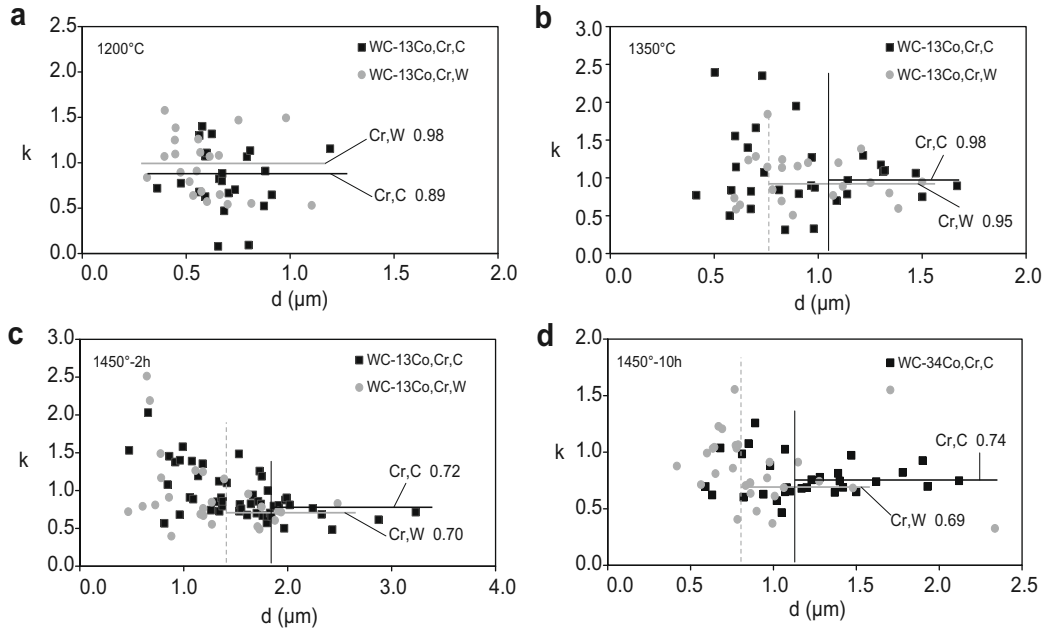 a
1200°C
WC-13Co,Cr,C
WC-13Co,Cr,W
2.5
2.0
1.5
1.0
0.5
0.0
k
Cr,W 0.98
Cr,C 0.89
0.0 0.5 1.0 1.5 2.0
d (µm)
b
1350°C
WC-13Co,Cr,C
WC-13Co,Cr,W
3.0
2.5
2.0
1.5
1.0
0.5
0.0
k
Cr,C 0.98
Cr,W 0.95
0.0 0.5 1.0 1.5 2.0
d (µm)
c
1450°-2h
WC-13Co,Cr,C
WC-13Co,Cr,W
3.0
2.5
2.0
1.5
1.0
0.5
0.0
k
Cr,C 0.72
Cr,W 0.70
0.0 1.0 2.0 3.0 4.0
d (µm)
d
1450°-10h
WC-34Co,Cr,C
2.0
1.5
1.0
0.5
0.0
k
Cr,C 0.74
Cr,W 0.69
0.0 0.5 1.0 1.5 2.0 2.5
d (µm)